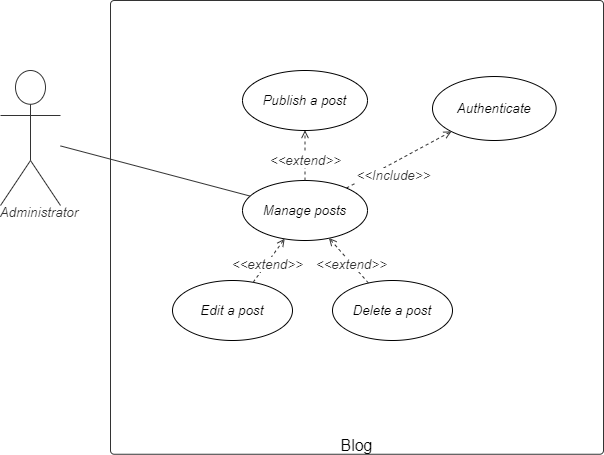 Publish a post
Authenticate
<<extend>>
<<Include>>
Manage posts
Administrator
<<extend>>
<<extend>>
Edit a post
Delete a post
Blog